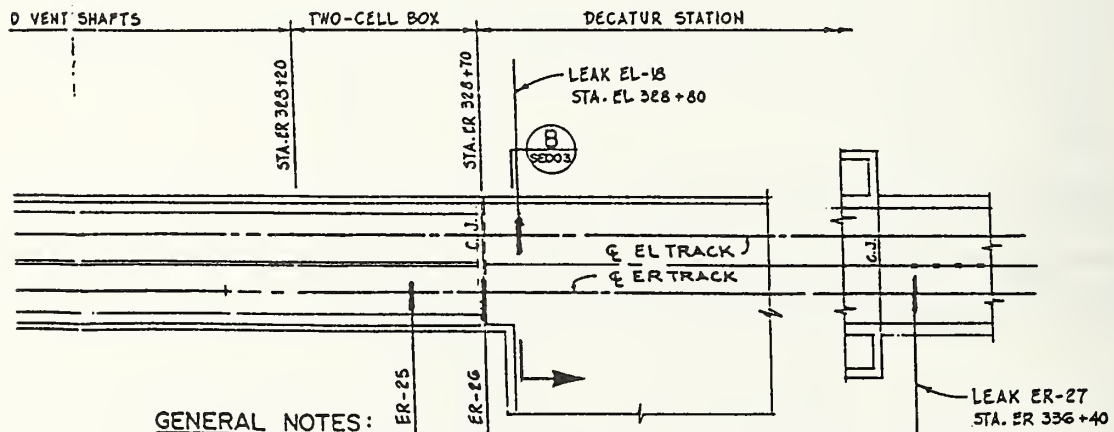 D VENT SHAFTS
TWO-CELL BOX
DECATUR STATION
STA. ER 328+20
STA. ER 328+70
LEAK EL-18
STA. EL 328+80
B
SED03
C.J.
℄ EL TRACK
℄ ER TRACK
C.J.
ER-25
ER-26
LEAK ER-27
STA. ER 336+40
GENERAL NOTES: